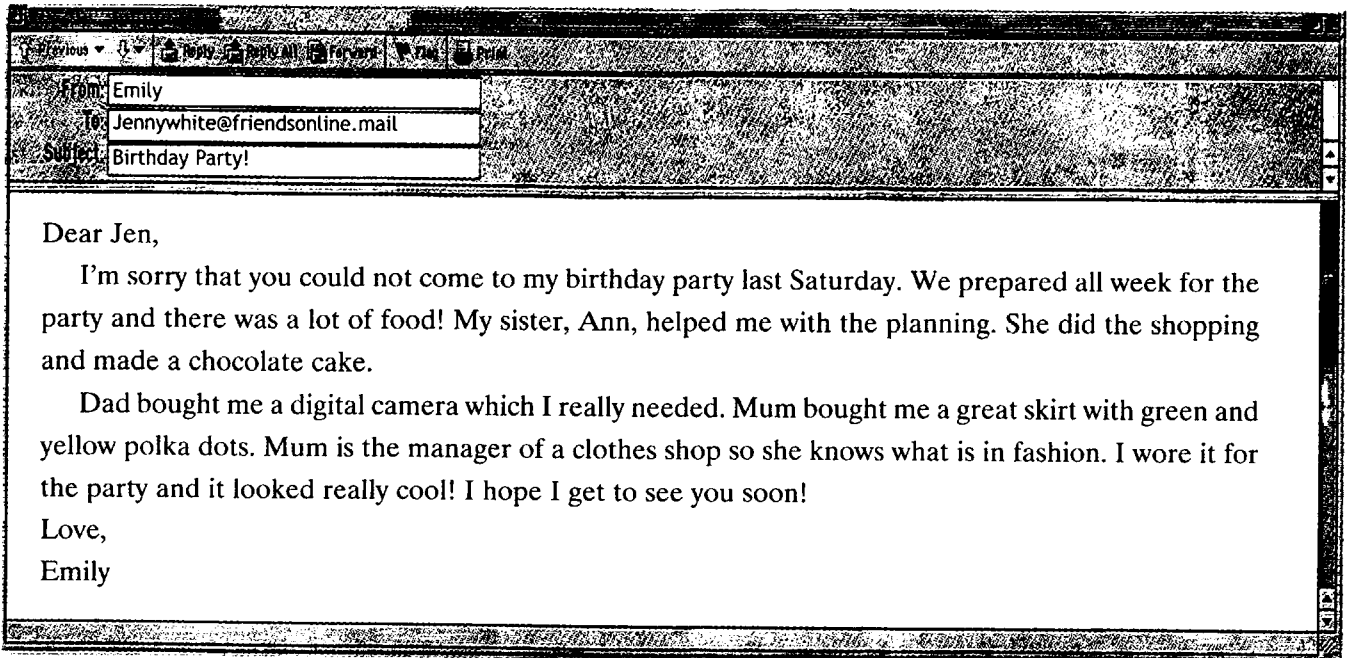 Previous
Reply Reply All Forward Flag Print
From: Emily
To: Jennywhite@friendsonline.mail
Subject: Birthday Party!
Dear Jen,
I'm sorry that you could not come to my birthday party last Saturday. We prepared all week for the
party and there was a lot of food! My sister, Ann, helped me with the planning. She did the shopping
and made a chocolate cake.
Dad bought me a digital camera which I really needed. Mum bought me a great skirt with green and
yellow polka dots. Mum is the manager of a clothes shop so she knows what is in fashion. I wore it for
the party and it looked really cool! I hope I get to see you soon!
Love,
Emily